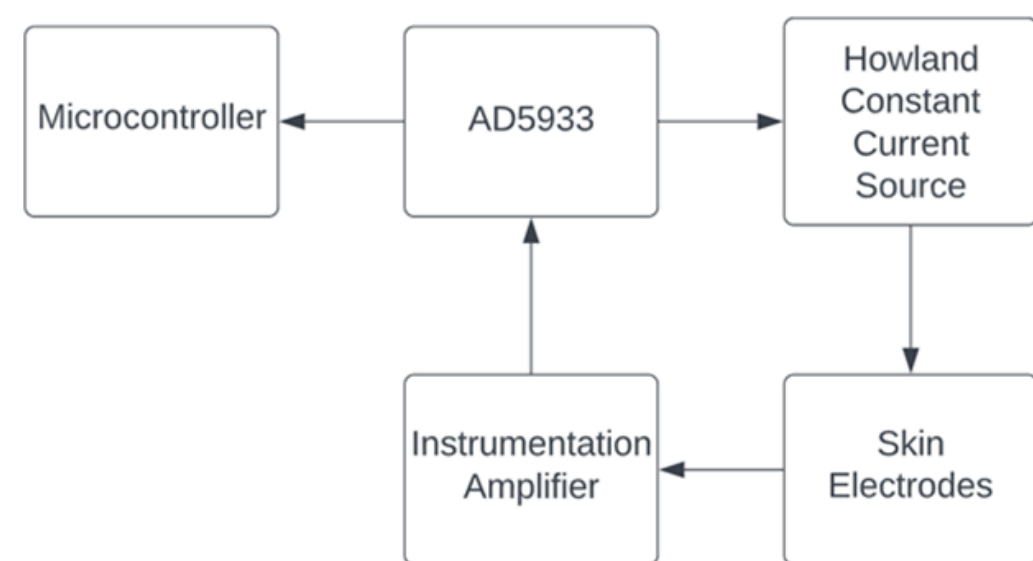 Microcontroller
AD5933
Howland
Constant
Current
Source
Instrumentation
Amplifier
Skin
Electrodes